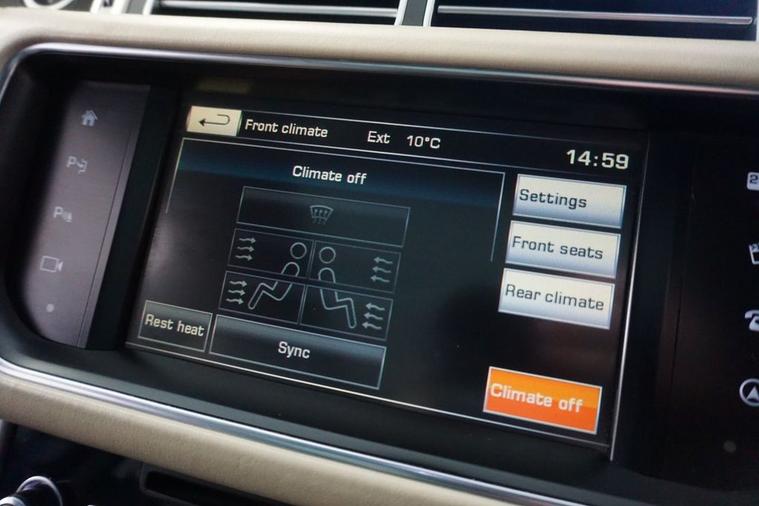 Front climate Ext 10°C 14:59
Climate off
Settings
Front seats
Rear climate
Rest heat
Sync
Climate off